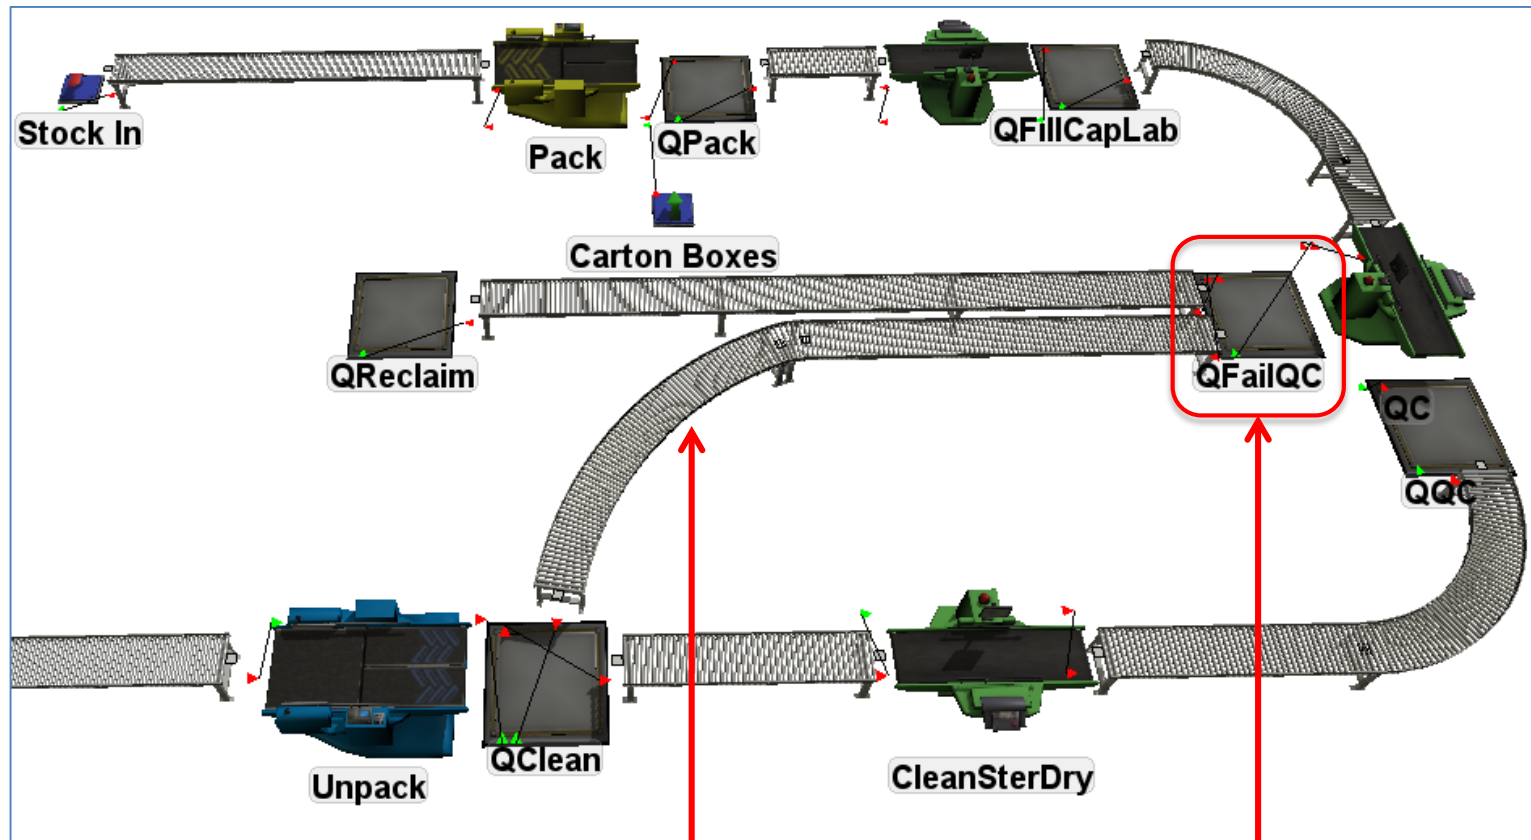 Stock In
Pack
QPack
QFillCapLab
Carton Boxes
QReclaim
QFailQC
QC
QQC
Unpack
QClean
CleanSterDry